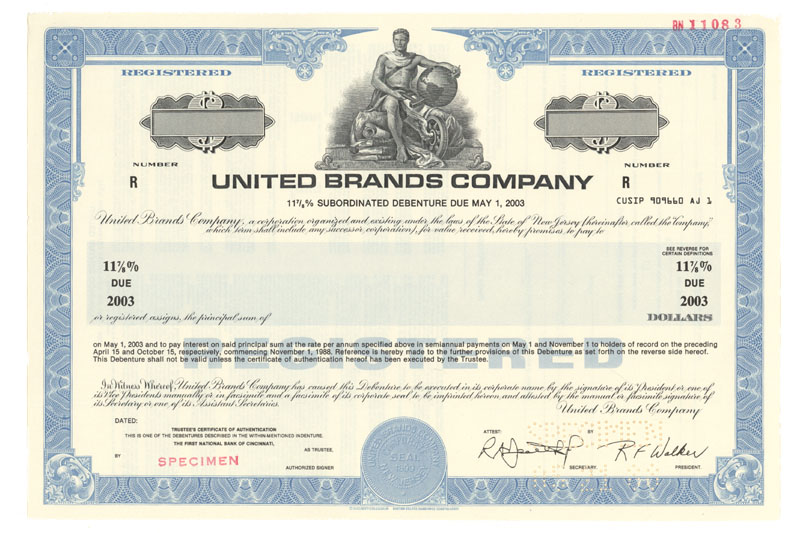 RN 11083
REGISTERED REGISTERED
$ $
NUMBER NUMBER
R R
UNITED BRANDS COMPANY
11⅞% SUBORDINATED DEBENTURE DUE MAY 1, 2003
CUSIP 909660 AJ 1
United Brands Company, a corporation organized and existing under the laws of the State of New Jersey (hereinafter called the "Company,"
which term shall include any successor corporation), for value received, hereby promises to pay to
SEE REVERSE FOR
CERTAIN DEFINITIONS
11⅞% 11⅞%
DUE DUE
2003 2003
or registered assigns, the principal sum of DOLLARS
REGISTERED
on May 1, 2003 and to pay interest on said principal sum at the rate per annum specified above in semiannual payments on May 1 and November 1 to holders of record on the preceding
April 15 and October 15, respectively, commencing November 1, 1988. Reference is hereby made to the further provisions of this Debenture as set forth on the reverse side hereof.
This Debenture shall not be valid unless the certificate of authentication hereof has been executed by the Trustee.
In Witness Whereof, United Brands Company has caused this Debenture to be executed in its corporate name by the signature of its President or one of
its Vice Presidents manually or in facsimile and a facsimile of its corporate seal to be imprinted hereon and attested by the manual or facsimile signature of
its Secretary or one of its Assistant Secretaries.
United Brands Company
DATED:
TRUSTEE'S CERTIFICATE OF AUTHENTICATION
THIS IS ONE OF THE DEBENTURES DESCRIBED IN THE WITHIN-MENTIONED INDENTURE.
THE FIRST NATIONAL BANK OF CINCINNATI,
AS TRUSTEE,
BY SPECIMEN
AUTHORIZED SIGNER
SEAL
ATTEST: BY
R F Walker
SECRETARY. PRESIDENT.